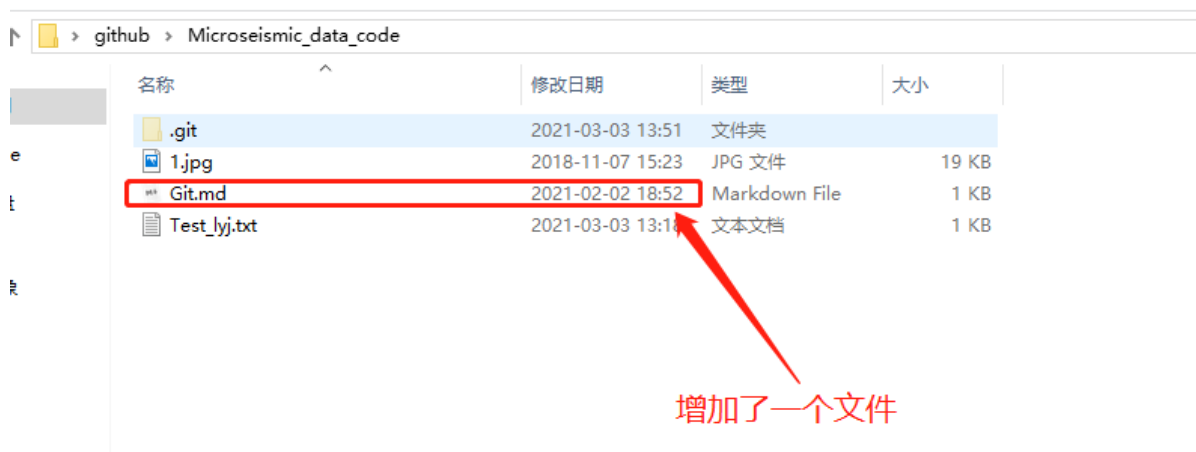 github > Microseismic_data_code
名称 修改日期 类型 大小
.git 2021-03-03 13:51 文件夹
1.jpg 2018-11-07 15:23 JPG 文件 19 KB
Git.md 2021-02-02 18:52 Markdown File 1 KB
Test_lyj.txt 2021-03-03 13:18 文本文档 1 KB
增加了一个文件